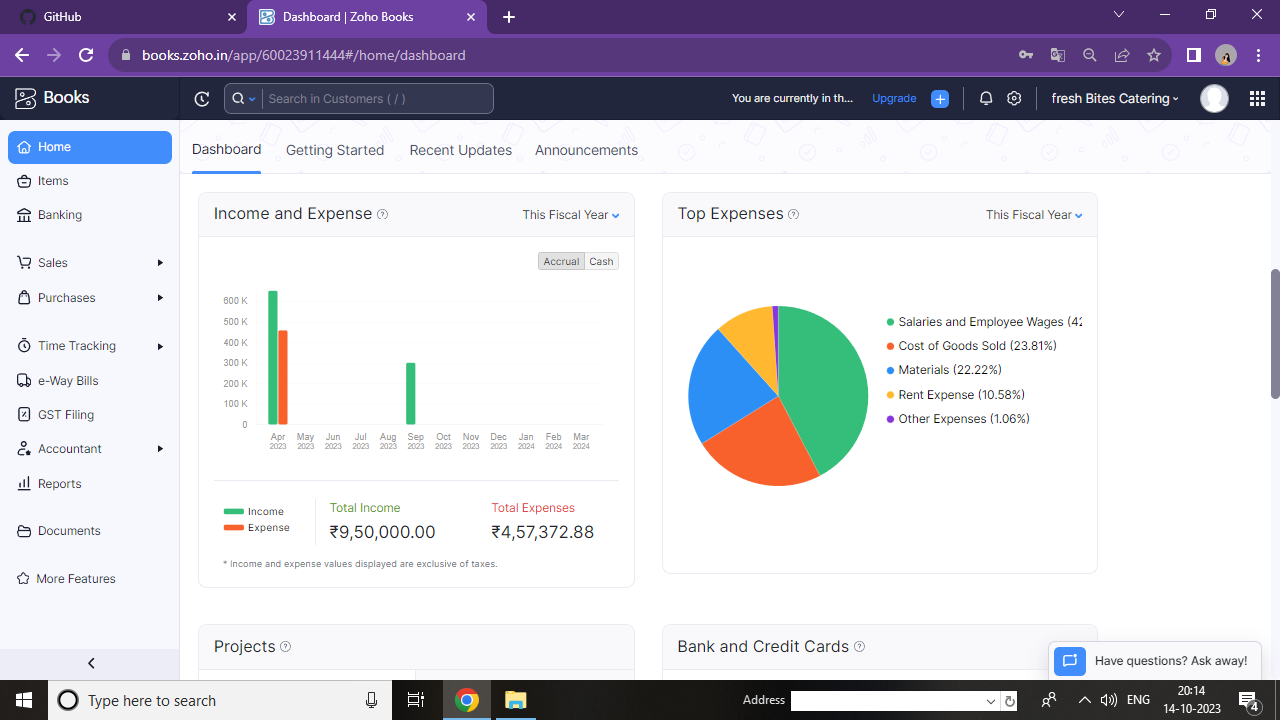 GitHub
Dashboard | Zoho Books
books.zoho.in/app/60023911444#/home/dashboard
Books
Search in Customers ( / )
You are currently in th...
Upgrade
fresh Bites Catering
Home
Items
Banking
Sales
Purchases
Time Tracking
e-Way Bills
GST Filing
Accountant
Reports
Documents
More Features
Dashboard
Getting Started
Recent Updates
Announcements
Income and Expense
This Fiscal Year
Accrual
Cash
600 K
500 K
400 K
300 K
200 K
100 K
0
Apr May Jun Jul Aug Sep Oct Nov Dec Jan Feb Mar
2023 2023 2023 2023 2023 2023 2023 2023 2023 2024 2024 2024
Income
Expense
Total Income
₹9,50,000.00
Total Expenses
₹4,57,372.88
* Income and expense values displayed are exclusive of taxes.
Top Expenses
This Fiscal Year
Salaries and Employee Wages (42
Cost of Goods Sold (23.81%)
Materials (22.22%)
Rent Expense (10.58%)
Other Expenses (1.06%)
Projects
Bank and Credit Cards
Have questions? Ask away!
Type here to search
Address
ENG
20:14
14-10-2023
4